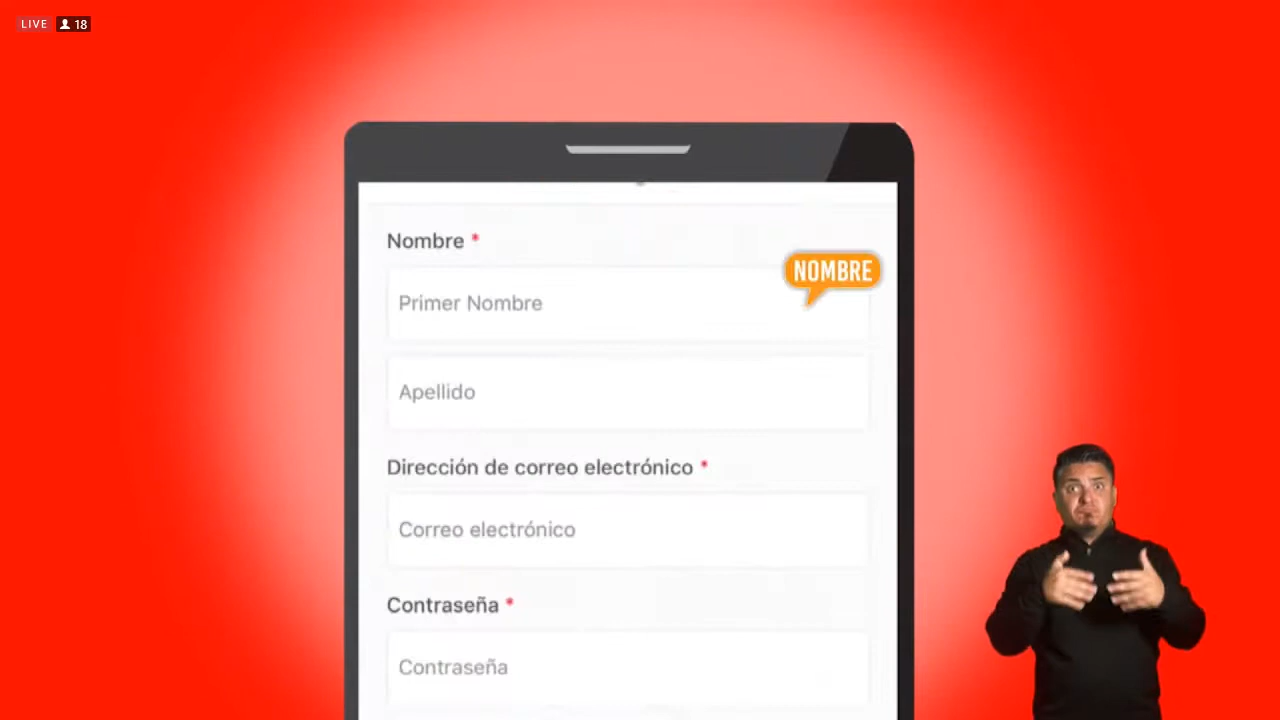 LIVE 18
Nombre *
NOMBRE
Primer Nombre
Apellido
Dirección de correo electrónico *
Correo electrónico
Contraseña *
Contraseña